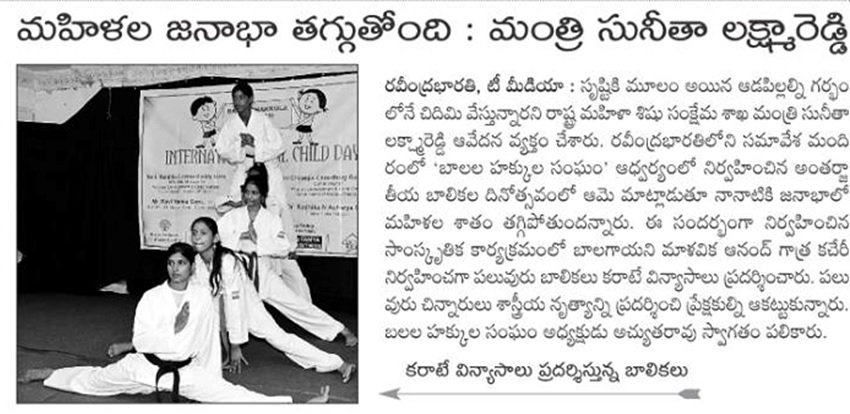 మహిళల జనాభా తగ్గుతోంది : మంత్రి సునీతా లక్ష్మారెడ్డి
రవీంద్రభారతి, టీ మీడియా : సృష్టికి మూలం అయిన ఆడపిల్లల్ని గర్భం
లోనే చిదిమి వేస్తున్నారని రాష్ట్ర మహిళా శిశు సంక్షేమ శాఖ మంత్రి సునీతా
లక్ష్మారెడ్డి ఆవేదన వ్యక్తం చేశారు. రవీంద్రభారతిలోని సమావేశ మంది
రంలో 'బాలల హక్కుల సంఘం' ఆధ్వర్యంలో నిర్వహించిన అంతర్జా
తీయ బాలికల దినోత్సవంలో ఆమె మాట్లాడుతూ నానాటికి జనాభాలో
మహిళల శాతం తగ్గిపోతుందన్నారు. ఈ సందర్భంగా నిర్వహించిన
సాంస్కృతిక కార్యక్రమంలో బాలగాయని మాళవిక ఆనంద్ గాత్ర కచేరీ
నిర్వహించగా పలువురు బాలికలు కరాటే విన్యాసాలు ప్రదర్శించారు. పలు
వురు చిన్నారులు శాస్త్రీయ నృత్యాన్ని ప్రదర్శించి ప్రేక్షకుల్ని ఆకట్టుకున్నారు.
బలల హక్కుల సంఘం అధ్యక్షుడు అచ్యుతరావు స్వాగతం పలికారు.
కరాటే విన్యాసాలు ప్రదర్శిస్తున్న బాలికలు
CHILD DAY